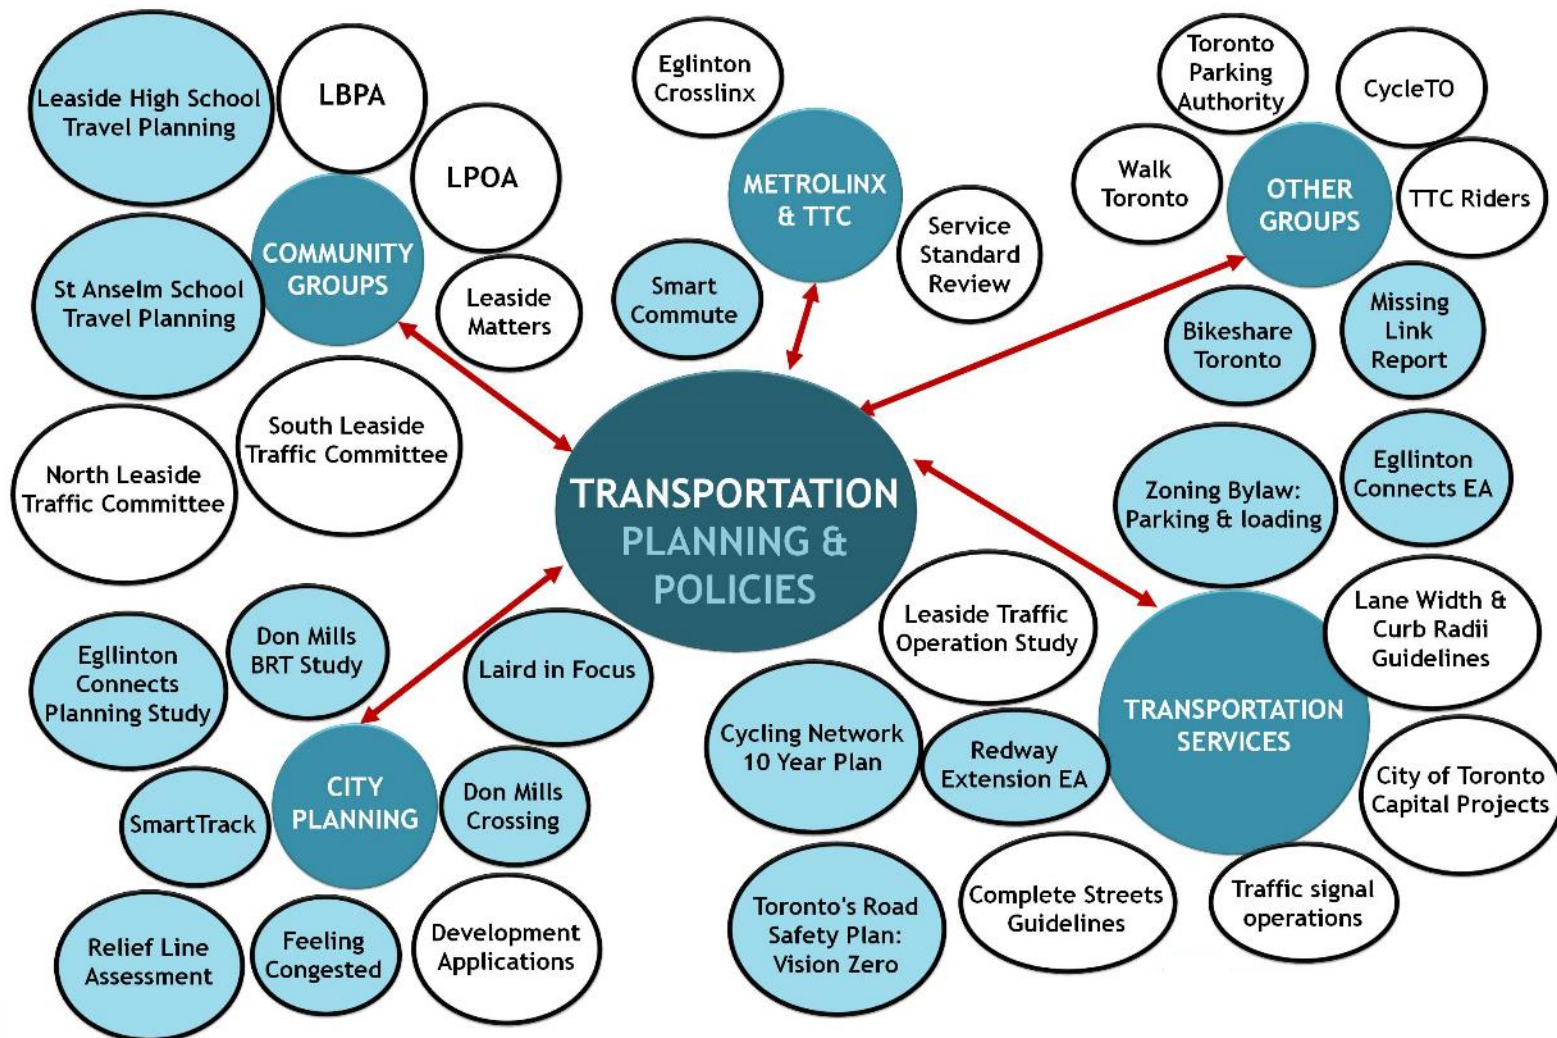 Leaside High School
Travel Planning
LBPA
LPOA
COMMUNITY
GROUPS
St Anselm School
Travel Planning
Leaside
Matters
South Leaside
Traffic Committee
North Leaside
Traffic Committee
Eglinton
Crosslinx
METROLINX
& TTC
Service
Standard
Review
Smart
Commute
Toronto
Parking
Authority
CycleTO
Walk
Toronto
OTHER
GROUPS
TTC Riders
Bikeshare
Toronto
Missing
Link
Report
TRANSPORTATION
PLANNING &
POLICIES
Zoning Bylaw:
Parking & loading
Egllinton
Connects EA
Leaside Traffic
Operation Study
Lane Width &
Curb Radii
Guidelines
Cycling Network
10 Year Plan
Redway
Extension EA
TRANSPORTATION
SERVICES
City of Toronto
Capital Projects
Toronto's Road
Safety Plan:
Vision Zero
Complete Streets
Guidelines
Traffic signal
operations
Egllinton
Connects
Planning Study
Don Mills
BRT Study
Laird in Focus
SmartTrack
CITY
PLANNING
Don Mills
Crossing
Relief Line
Assessment
Feeling
Congested
Development
Applications